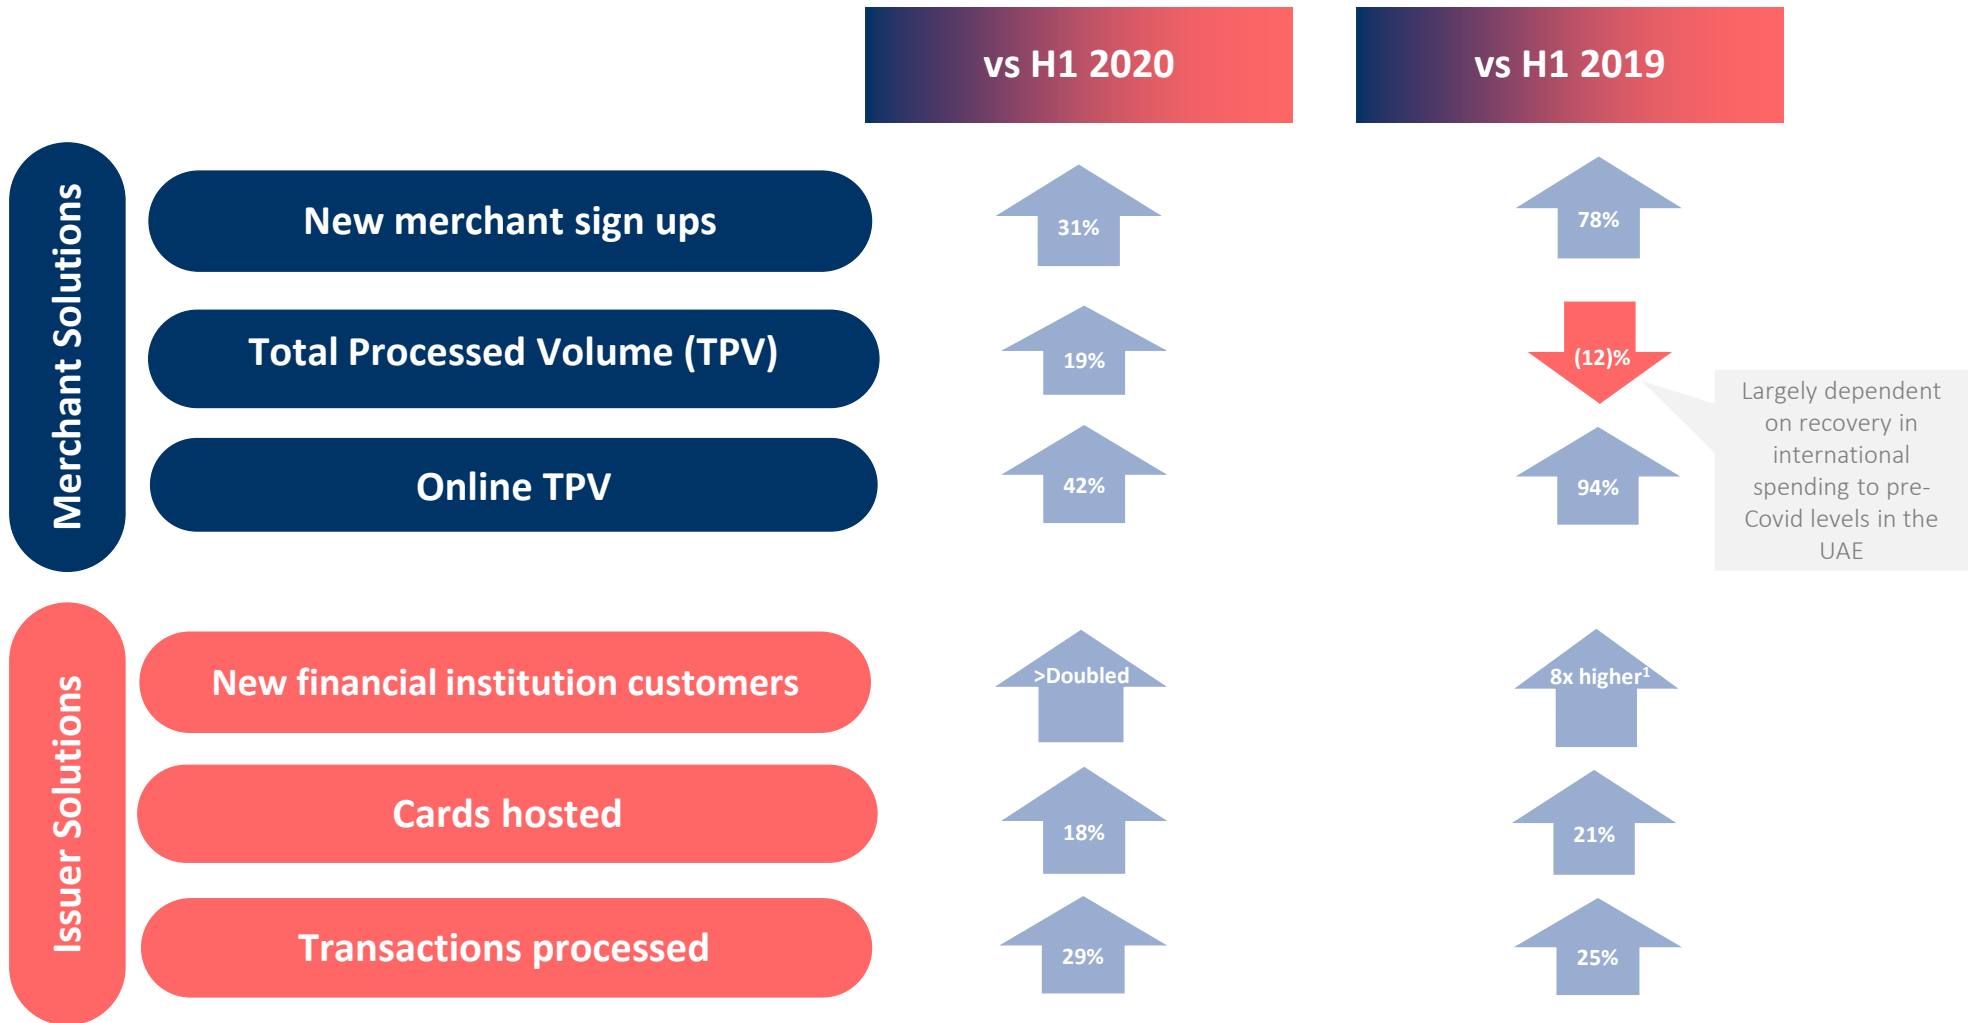 vs H1 2020
vs H1 2019
Merchant Solutions
New merchant sign ups
31%
78%
Total Processed Volume (TPV)
19%
(12)%
Largely dependent
on recovery in
international
spending to pre-
Covid levels in the
UAE
Online TPV
42%
94%
Issuer Solutions
New financial institution customers
>Doubled
8x higher¹
Cards hosted
18%
21%
Transactions processed
29%
25%